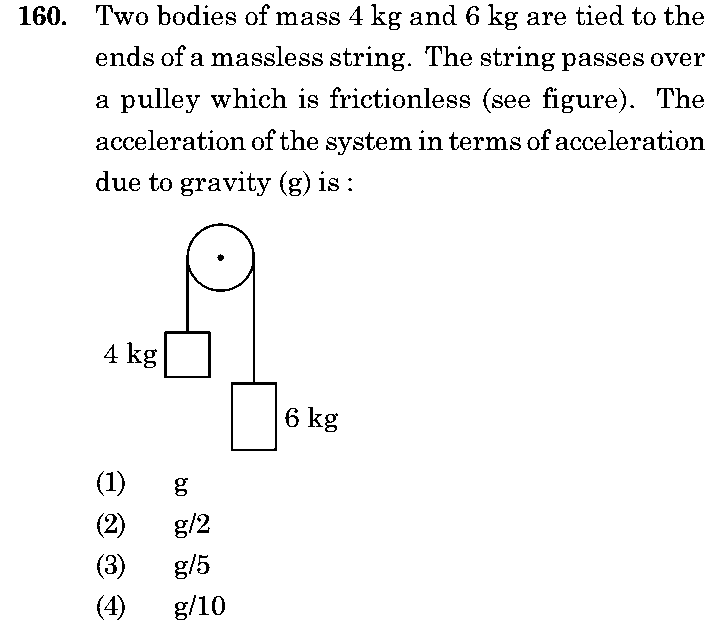 160. Two bodies of mass 4 kg and 6 kg are tied to the
ends of a massless string. The string passes over
a pulley which is frictionless (see figure). The
acceleration of the system in terms of acceleration
due to gravity (g) is :
4 kg
6 kg
(1) g
(2) g/2
(3) g/5
(4) g/10